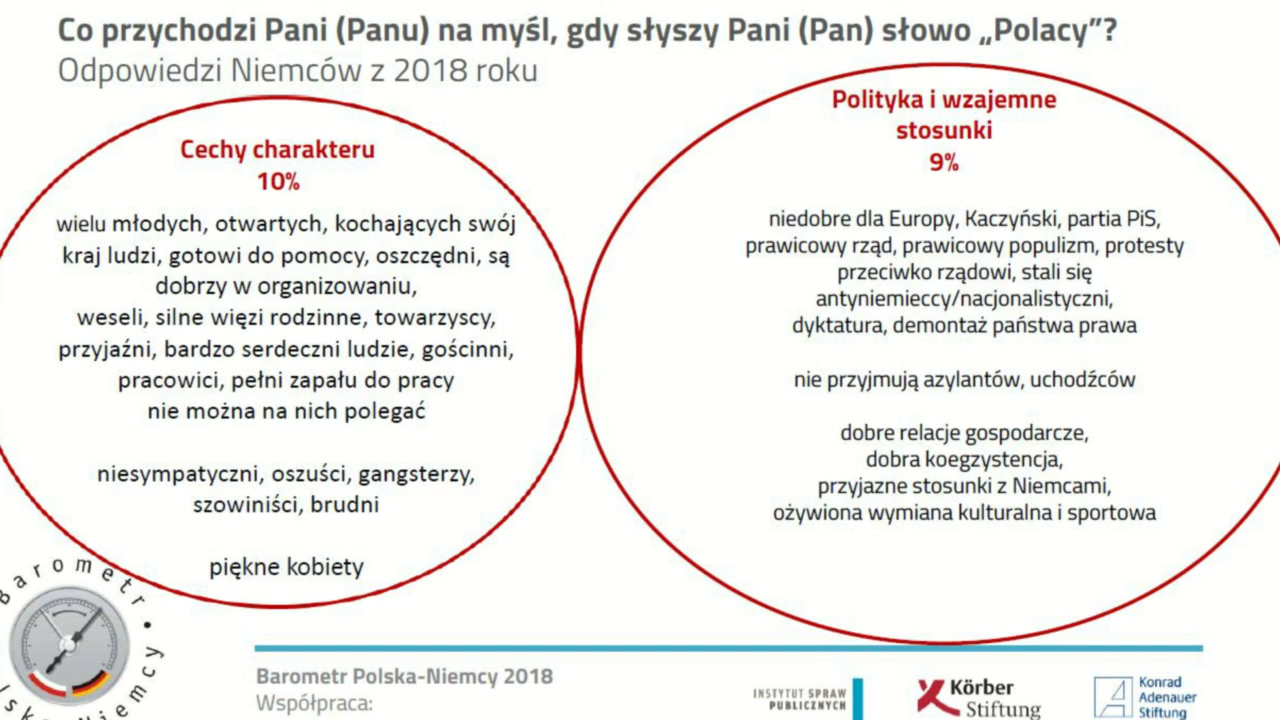 Co przychodzi Pani (Panu) na myśl, gdy słyszy Pani (Pan) słowo „Polacy”?
Odpowiedzi Niemców z 2018 roku
Cechy charakteru
10%
wielu młodych, otwartych, kochających swój
kraj ludzi, gotowi do pomocy, oszczędni, są
dobrzy w organizowaniu,
weseli, silne więzi rodzinne, towarzyscy,
przyjaźni, bardzo serdeczni ludzie, gościnni,
pracowici, pełni zapału do pracy
nie można na nich polegać
niesympatyczni, oszuści, gangsterzy,
szowiniści, brudni
piękne kobiety
Polityka i wzajemne
stosunki
9%
niedobre dla Europy, Kaczyński, partia PiS,
prawicowy rząd, prawicowy populizm, protesty
przeciwko rządowi, stali się
antyniemieccy/nacjonalistyczni,
dyktatura, demontaż państwa prawa
nie przyjmują azylantów, uchodźców
dobre relacje gospodarcze,
dobra koegzystencja,
przyjazne stosunki z Niemcami,
ożywiona wymiana kulturalna i sportowa
Barometr •
Niemcy
Barometr Polska-Niemcy 2018
Współpraca:
INSTYTUT SPRAW
PUBLICZNYCH
Körber
Stiftung
Konrad
Adenauer
Stiftung